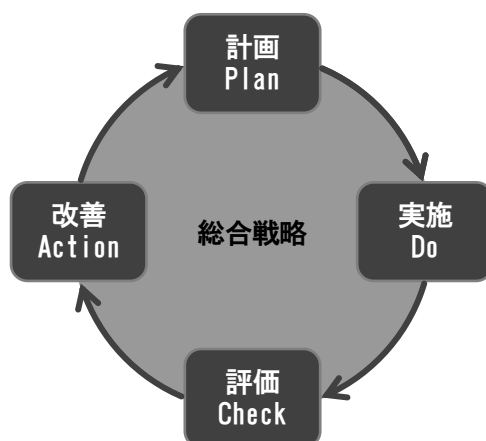 計画
Plan
改善
Action
総合戦略
実施
Do
評価
Check